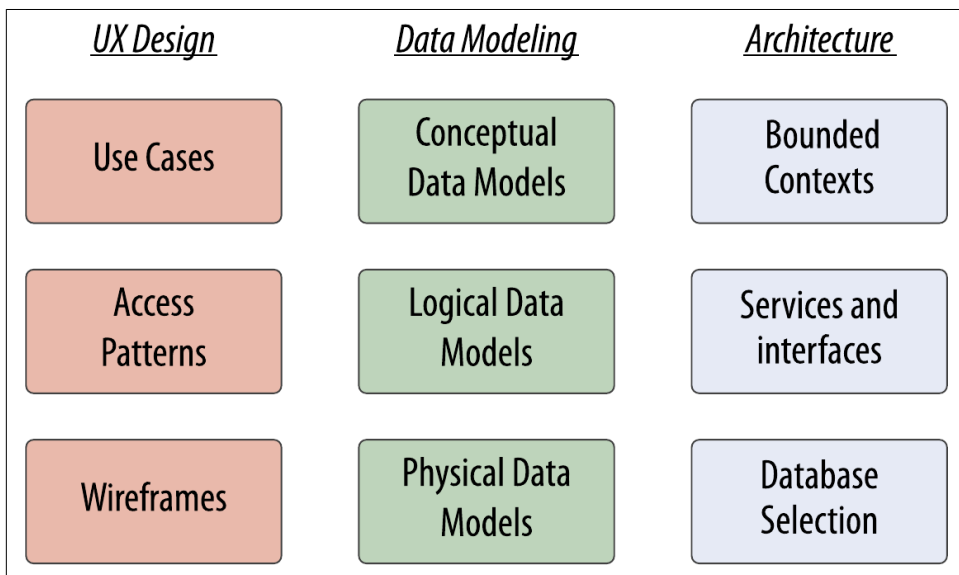 UX Design
Data Modeling
Architecture
Use Cases
Conceptual
Data Models
Bounded
Contexts
Access
Patterns
Logical Data
Models
Services and
interfaces
Wireframes
Physical Data
Models
Database
Selection